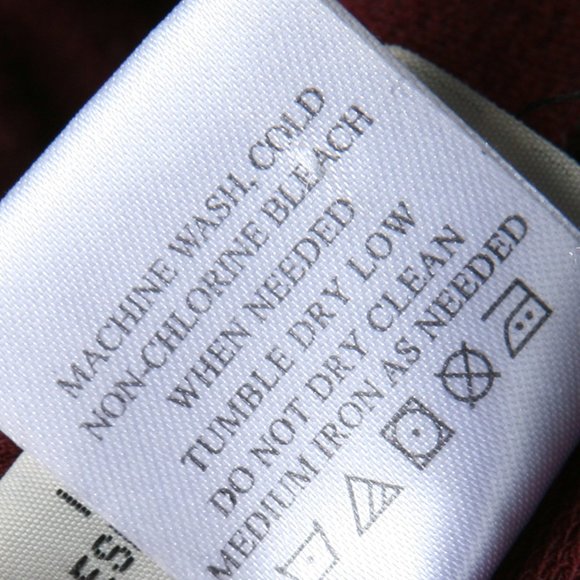 MACHINE WASH, COLD
NON-CHLORINE BLEACH
WHEN NEEDED
TUMBLE DRY LOW
DO NOT DRY CLEAN
MEDIUM IRON AS NEEDED